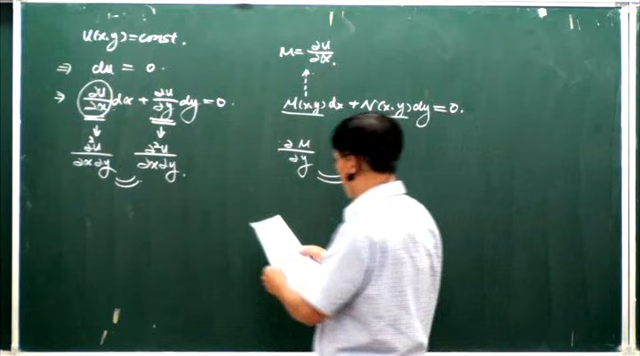 u(x,y)=const.
⇒ du = 0.
⇒ ∂u/∂x dx + ∂u/∂y dy = 0.
∂²u/∂x∂y ∂²u/∂x∂y.
M = ∂u/∂x.
M(x,y) dx + N(x,y) dy = 0.
∂M/∂y